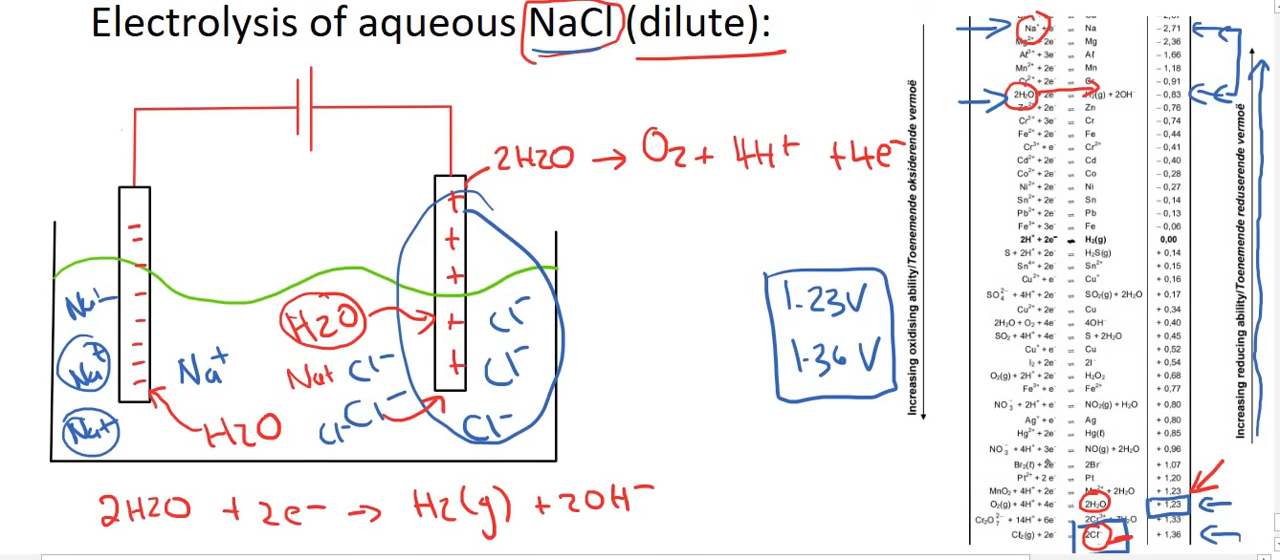 Electrolysis of aqueous NaCl (dilute):
2H2O → O2 + 4H+ +4e-
H2O
Na+
Na+
Na+
Na+
Na+ Cl-
Cl-
Cl-
Cl-
Cl-
Cl-
H2O
1.23V
1.36 V
2H2O + 2e- → H2(g) + 2OH-
Increasing oxidising ability/Toenemende oksiderende vermoë
Increasing reducing ability/Toenemende reduserende vermoë
Na - 2,71
Mg - 2,36
Al³⁺ + 3e⁻ ⇌ Al - 1,66
Mn²⁺ + 2e⁻ ⇌ Mn - 1,18
- 0,91
2H₂O + 2e⁻ ⇌ H₂(g) + 2OH⁻ - 0,83
Zn²⁺ + 2e⁻ ⇌ Zn - 0,76
Cr³⁺ + 3e⁻ ⇌ Cr - 0,74
Fe²⁺ + 2e⁻ ⇌ Fe - 0,44
Cr³⁺ + e⁻ ⇌ Cr²⁺ - 0,41
Cd²⁺ + 2e⁻ ⇌ Cd - 0,40
Co²⁺ + 2e⁻ ⇌ Co - 0,28
Ni²⁺ + 2e⁻ ⇌ Ni - 0,27
Sn²⁺ + 2e⁻ ⇌ Sn - 0,14
Pb²⁺ + 2e⁻ ⇌ Pb - 0,13
Fe³⁺ + 3e⁻ ⇌ Fe - 0,06
2H⁺ + 2e⁻ ⇌ H₂(g) 0,00
S + 2H⁺ + 2e⁻ ⇌ H₂S(g) + 0,14
Sn⁴⁺ + 2e⁻ ⇌ Sn²⁺ + 0,15
Cu²⁺ + e⁻ ⇌ Cu⁺ + 0,16
SO₄²⁻ + 4H⁺ + 2e⁻ ⇌ SO₂(g) + 2H₂O + 0,17
Cu²⁺ + 2e⁻ ⇌ Cu + 0,34
2H₂O + O₂ + 4e⁻ ⇌ 4OH⁻ + 0,40
SO₂ + 4H⁺ + 4e⁻ ⇌ S + 2H₂O + 0,45
Cu⁺ + e⁻ ⇌ Cu + 0,52
I₂ + 2e⁻ ⇌ 2I⁻ + 0,54
O₂(g) + 2H⁺ + 2e⁻ ⇌ H₂O₂ + 0,68
Fe³⁺ + e⁻ ⇌ Fe²⁺ + 0,77
NO₃⁻ + 2H⁺ + e⁻ ⇌ NO₂(g) + H₂O + 0,80
Ag⁺ + e⁻ ⇌ Ag + 0,80
Hg²⁺ + 2e⁻ ⇌ Hg(ℓ) + 0,85
NO₃⁻ + 4H⁺ + 3e⁻ ⇌ NO(g) + 2H₂O + 0,96
Br₂(ℓ) + 2e⁻ ⇌ 2Br⁻ + 1,07
Pt²⁺ + 2e⁻ ⇌ Pt + 1,20
MnO₂ + 4H⁺ + 2e⁻ ⇌ Mn²⁺ + 2H₂O + 1,23
O₂(g) + 4H⁺ + 4e⁻ ⇌ 2H₂O + 1,23
Cr₂O₇²⁻ + 14H⁺ + 6e⁻ ⇌ 2Cr³⁺ + 7H₂O + 1,33
Cl₂(g) + 2e⁻ ⇌ 2Cl⁻ + 1,36